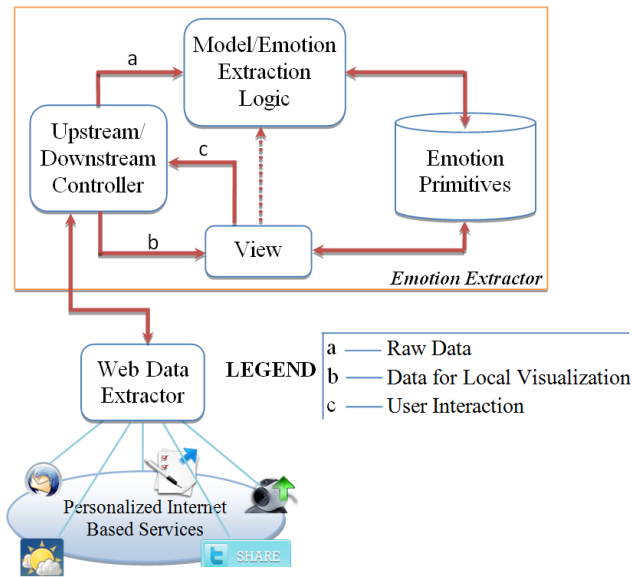 Model/Emotion
Extraction
Logic
a
Upstream/
Downstream
Controller
c
Emotion
Primitives
b
View
Emotion Extractor
Web Data
Extractor
LEGEND
a Raw Data
b Data for Local Visualization
c User Interaction
Personalized Internet
Based Services
t SHARE